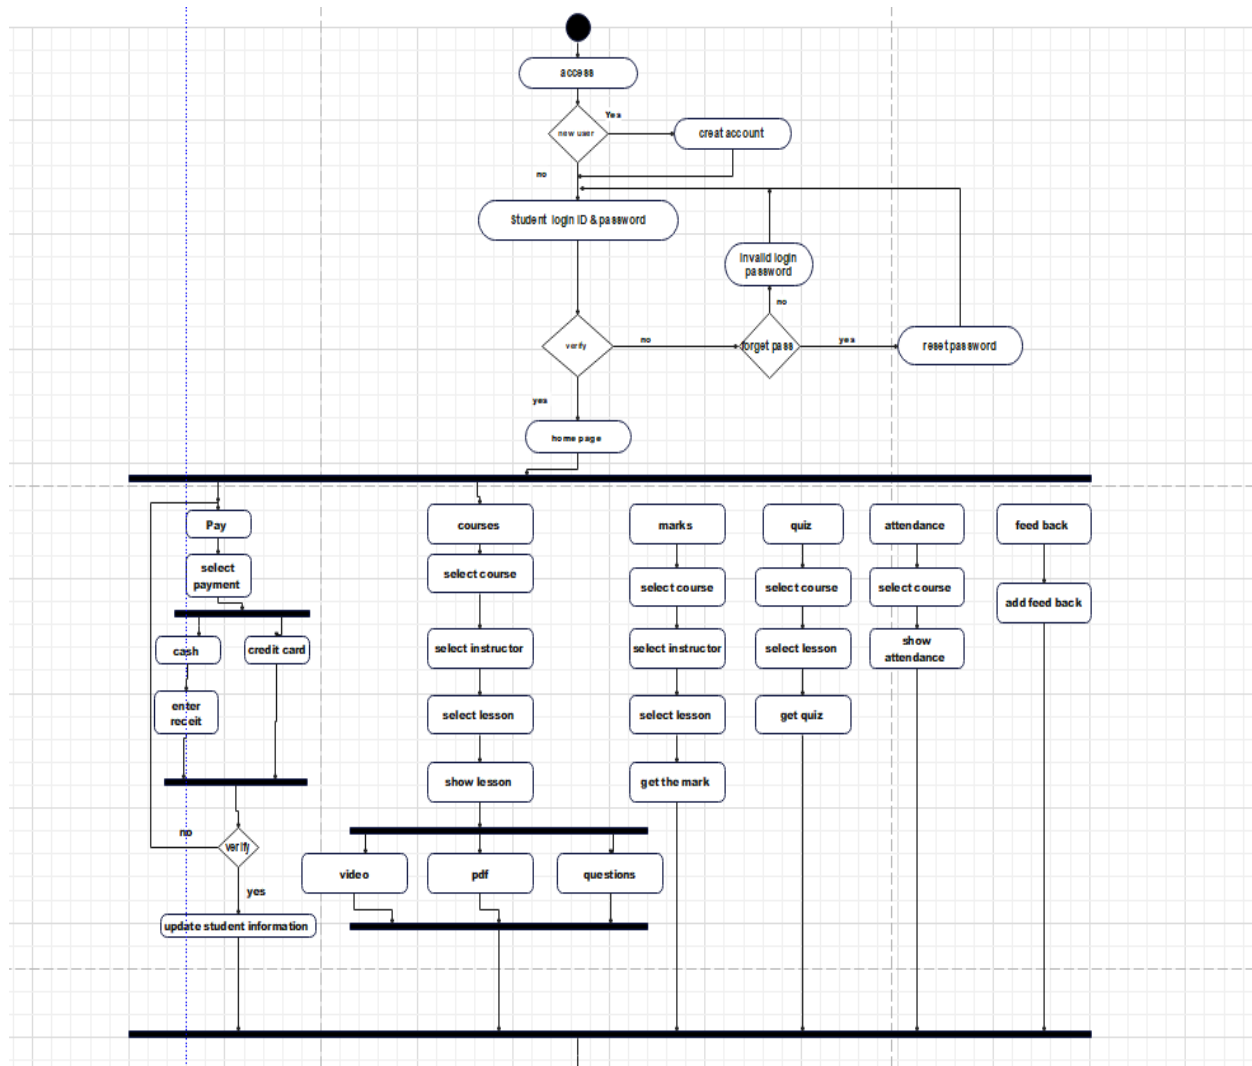 access
Yes
new user
creat account
no
Student login ID & password
invalid login
password
no
verify
no
forget pass
yes
reset password
yes
home page
Pay
courses
marks
quiz
attendance
feed back
select
payment
select course
select course
select course
select course
add feed back
cash
credit card
select instructor
select instructor
select lesson
show
attendance
enter
receit
select lesson
select lesson
get quiz
show lesson
get the mark
no
verify
video
pdf
questions
yes
update student information